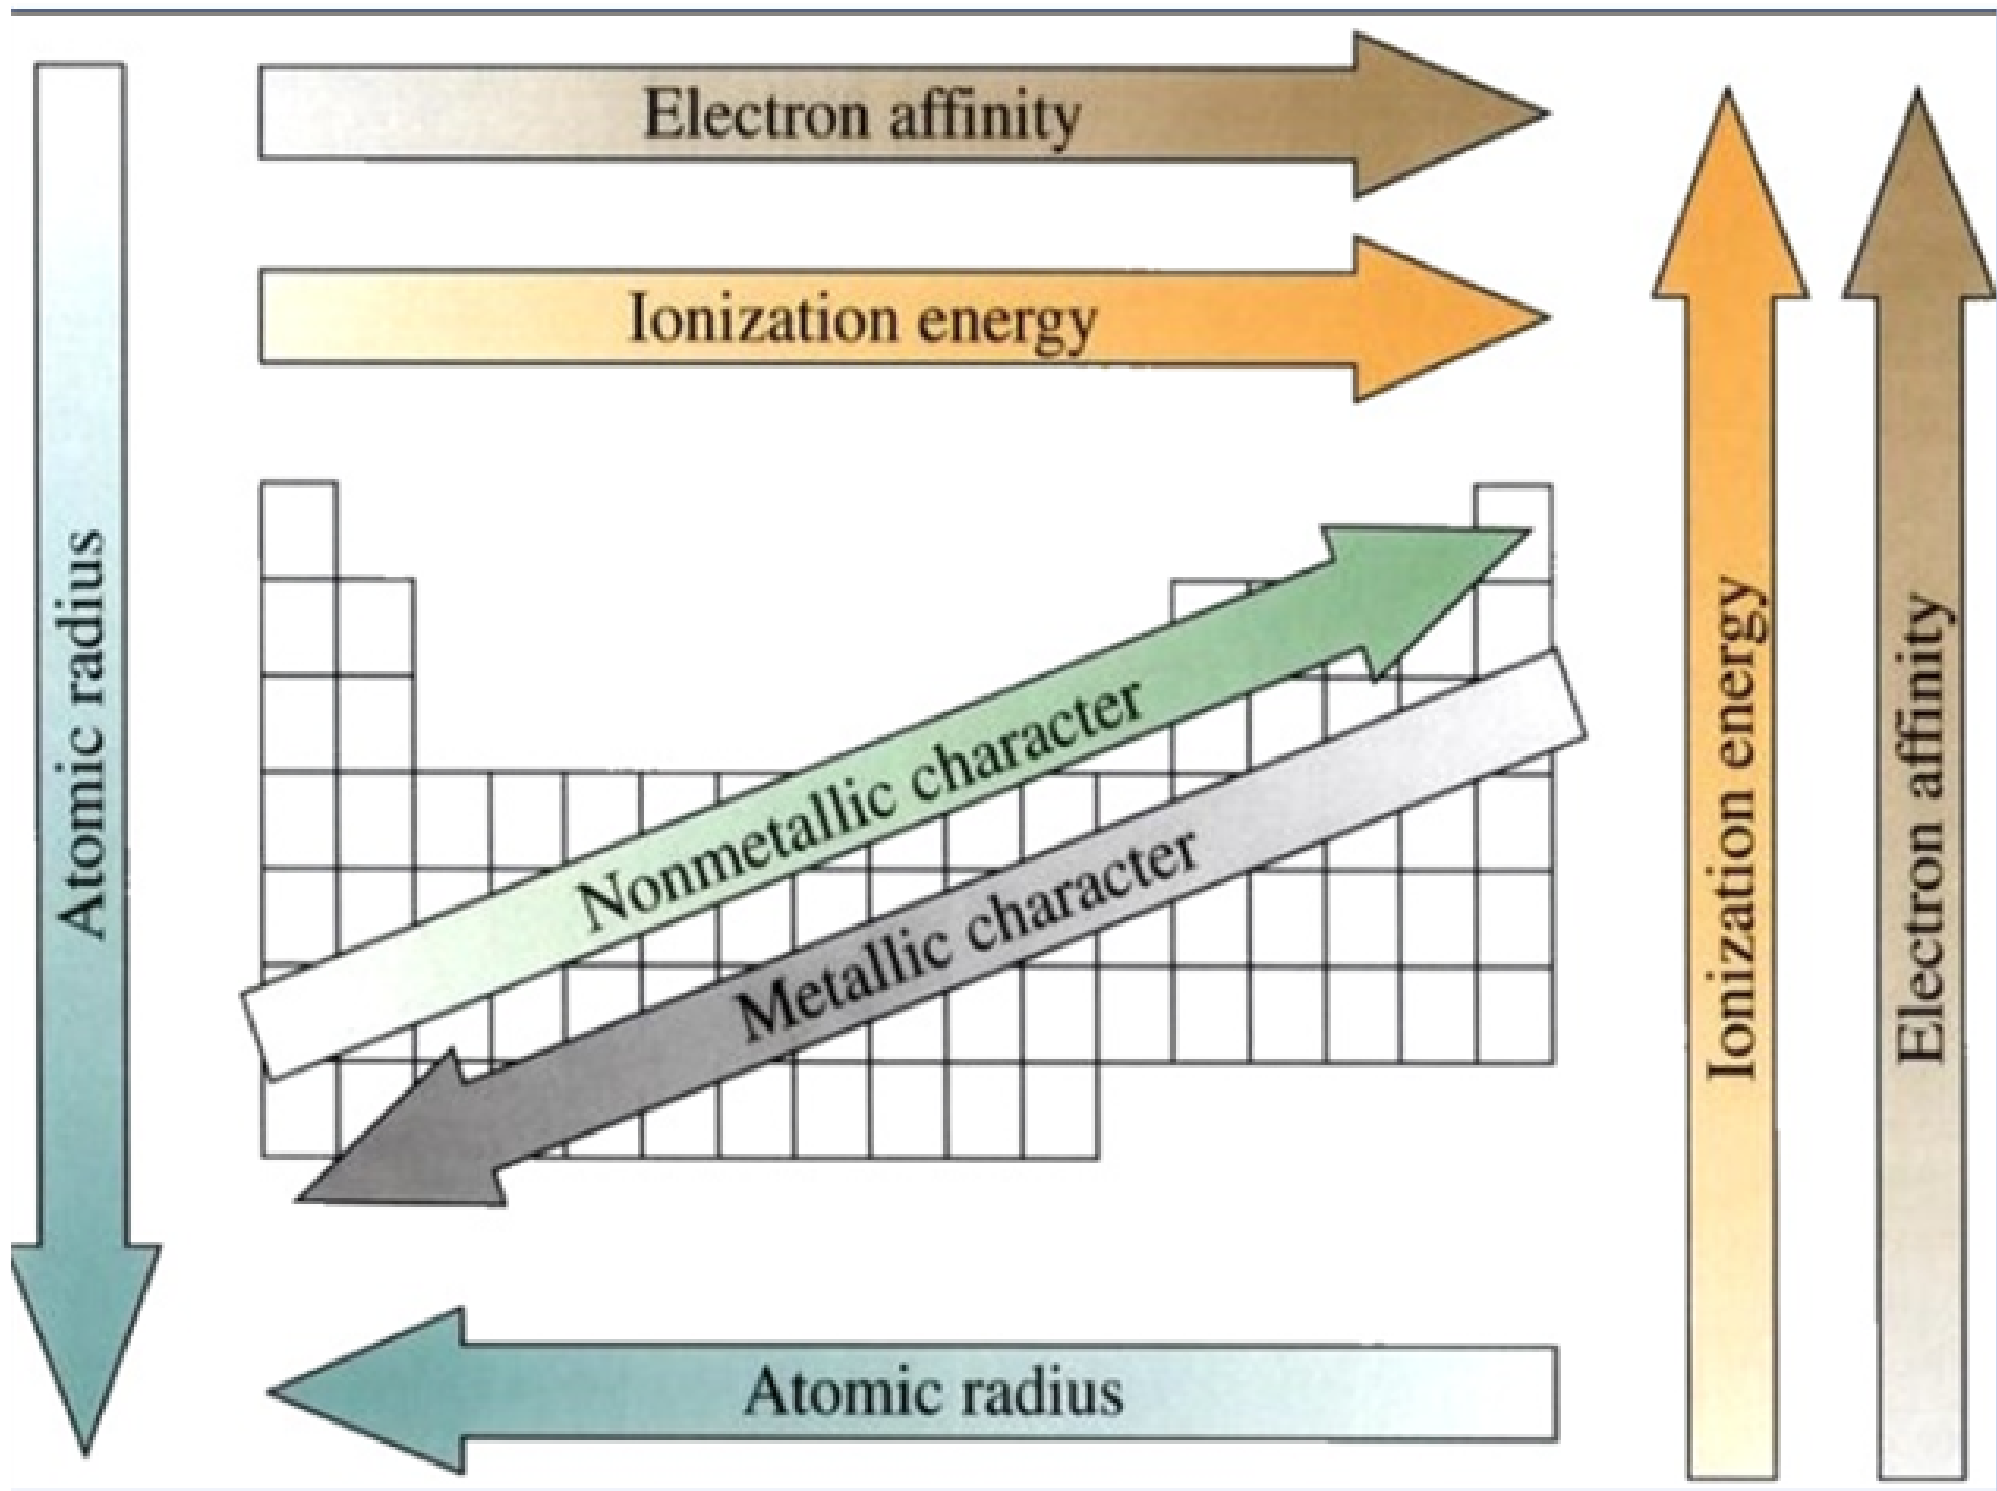 Electron affinity
Ionization energy
Atomic radius
Nonmetallic character
Metallic character
Ionization energy
Electron affinity
Atomic radius